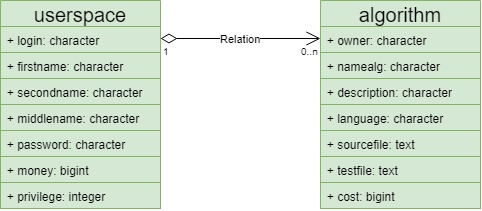 userspace
+ login: character
+ firstname: character
+ secondname: character
+ middlename: character
+ password: character
+ money: bigint
+ privilege: integer
Relation
1
0..n
algorithm
+ owner: character
+ namealg: character
+ description: character
+ language: character
+ sourcefile: text
+ testfile: text
+ cost: bigint